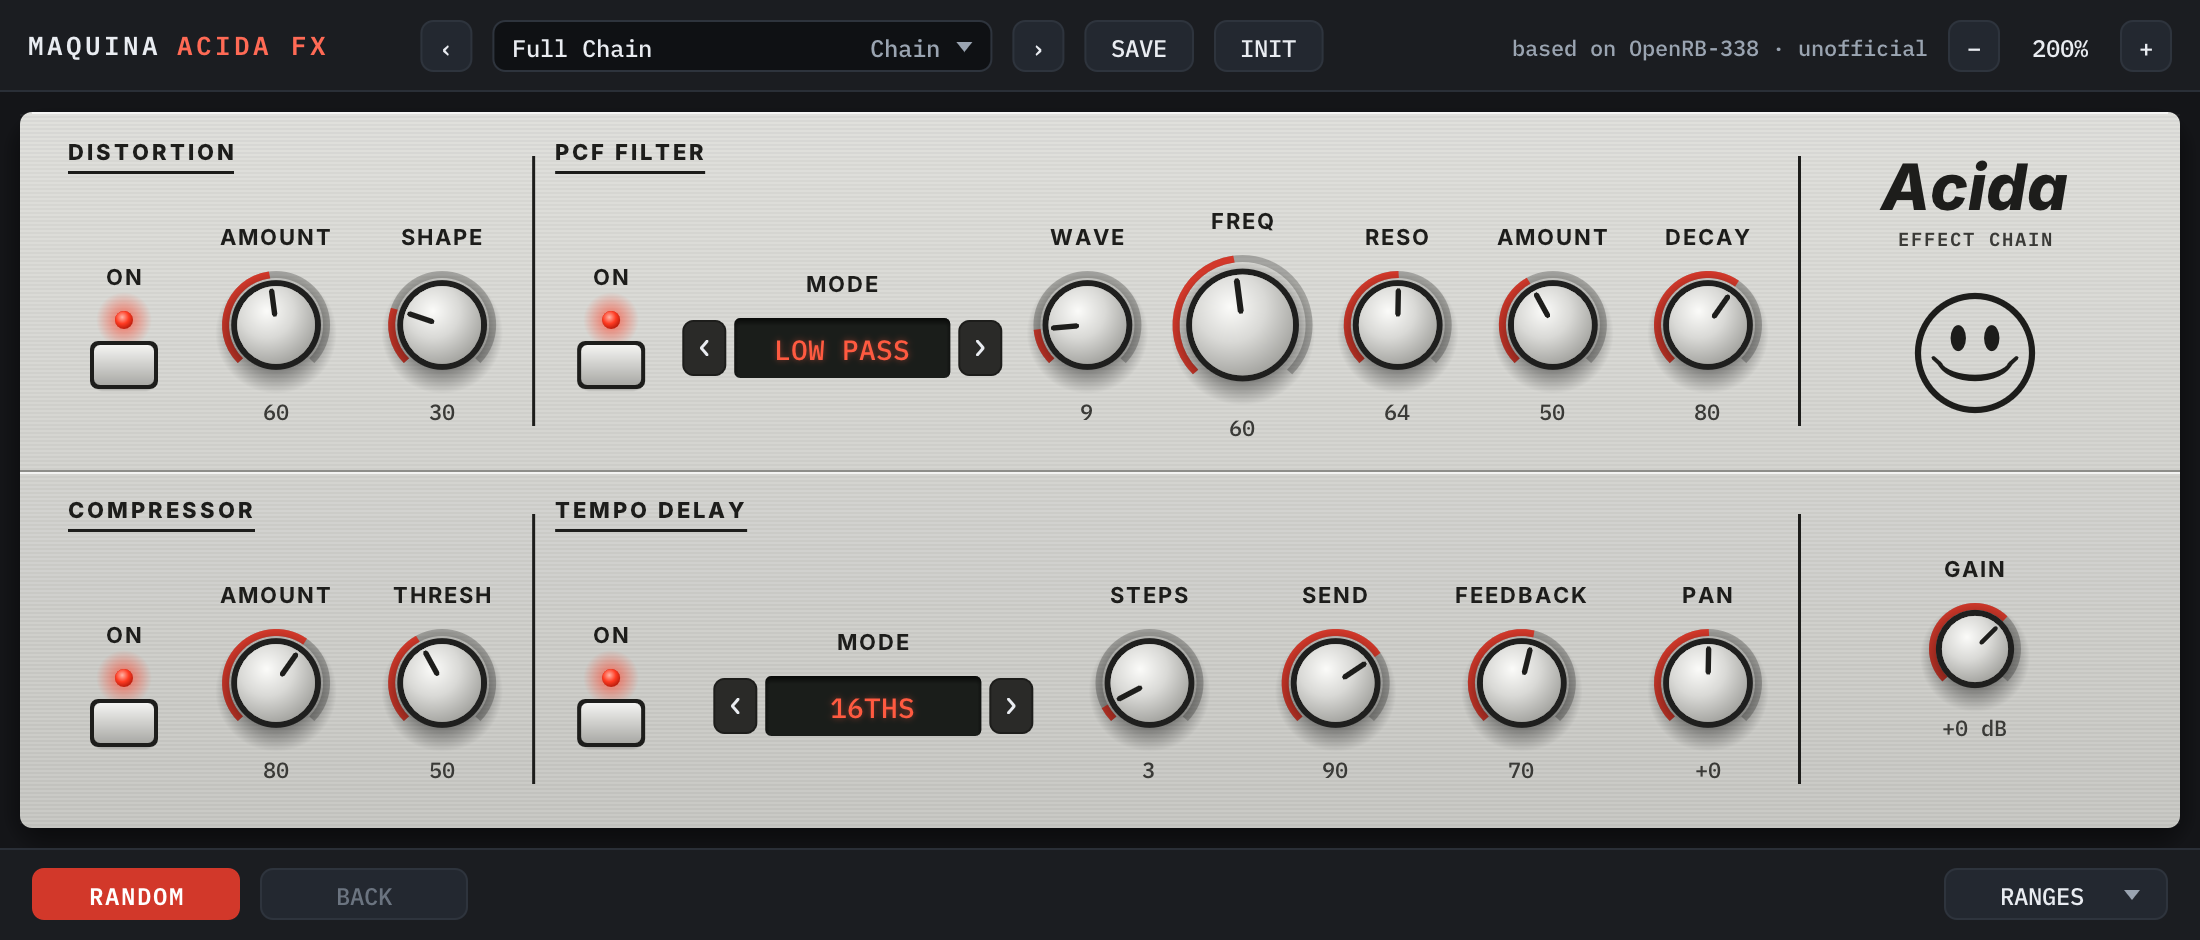 MAQUINA ACIDA FX
‹
Full Chain
Chain
›
SAVE
INIT
based on OpenRB-338 · unofficial
−
200%
+
DISTORTION
ON
AMOUNT
60
SHAPE
30
PCF FILTER
ON
MODE
LOW PASS
WAVE
9
FREQ
60
RESO
64
AMOUNT
50
DECAY
80
Acida
EFFECT CHAIN
COMPRESSOR
ON
AMOUNT
80
THRESH
50
TEMPO DELAY
ON
MODE
16THS
STEPS
3
SEND
90
FEEDBACK
70
PAN
+0
GAIN
+0 dB
RANDOM
BACK
RANGES